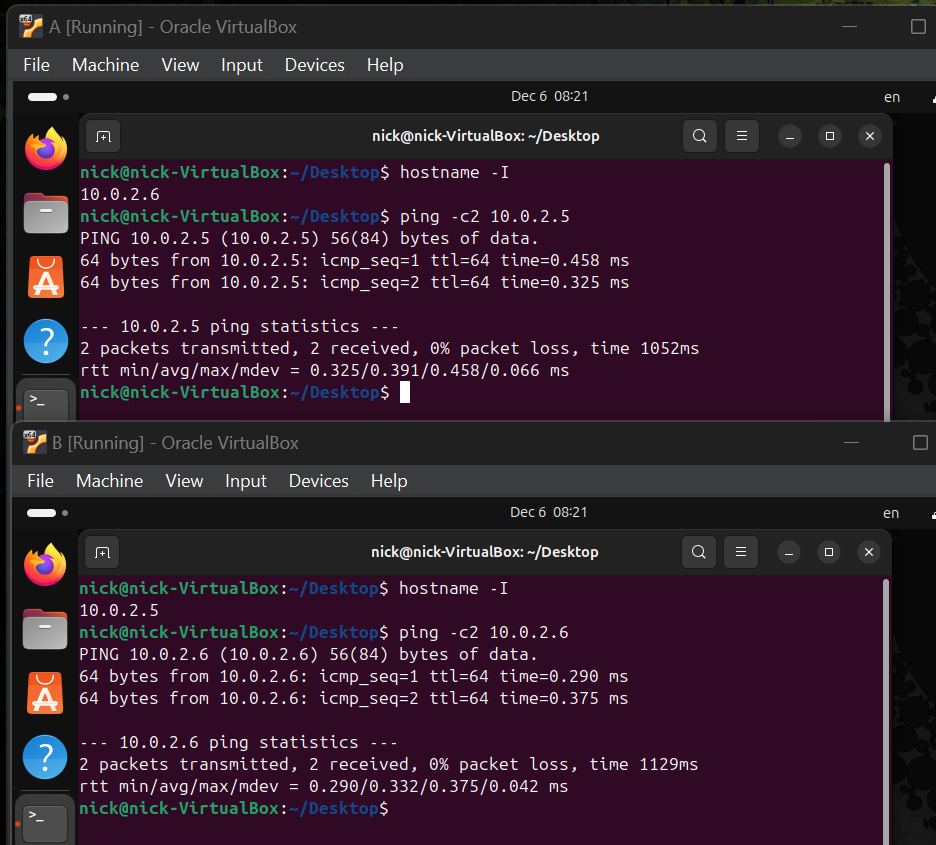 A [Running] - Oracle VirtualBox
File Machine View Input Devices Help
Dec 6 08:21 en
nick@nick-VirtualBox: ~/Desktop
nick@nick-VirtualBox:~/Desktop$ hostname -I
10.0.2.6
nick@nick-VirtualBox:~/Desktop$ ping -c2 10.0.2.5
PING 10.0.2.5 (10.0.2.5) 56(84) bytes of data.
64 bytes from 10.0.2.5: icmp_seq=1 ttl=64 time=0.458 ms
64 bytes from 10.0.2.5: icmp_seq=2 ttl=64 time=0.325 ms
--- 10.0.2.5 ping statistics ---
2 packets transmitted, 2 received, 0% packet loss, time 1052ms
rtt min/avg/max/mdev = 0.325/0.391/0.458/0.066 ms
nick@nick-VirtualBox:~/Desktop$
B [Running] - Oracle VirtualBox
File Machine View Input Devices Help
Dec 6 08:21 en
nick@nick-VirtualBox: ~/Desktop
nick@nick-VirtualBox:~/Desktop$ hostname -I
10.0.2.5
nick@nick-VirtualBox:~/Desktop$ ping -c2 10.0.2.6
PING 10.0.2.6 (10.0.2.6) 56(84) bytes of data.
64 bytes from 10.0.2.6: icmp_seq=1 ttl=64 time=0.290 ms
64 bytes from 10.0.2.6: icmp_seq=2 ttl=64 time=0.375 ms
--- 10.0.2.6 ping statistics ---
2 packets transmitted, 2 received, 0% packet loss, time 1129ms
rtt min/avg/max/mdev = 0.290/0.332/0.375/0.042 ms
nick@nick-VirtualBox:~/Desktop$